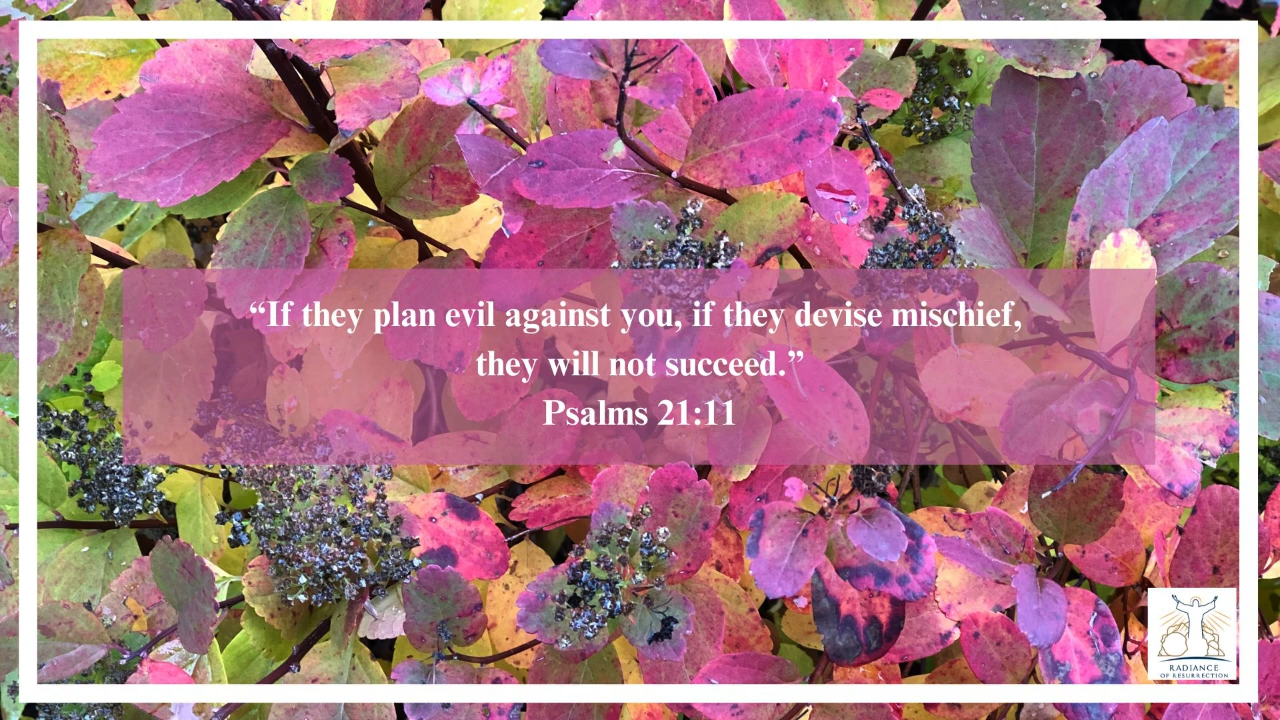 “If they plan evil against you, if they devise mischief,
they will not succeed.”
Psalms 21:11
RADIANCE
OF RESURRECTION